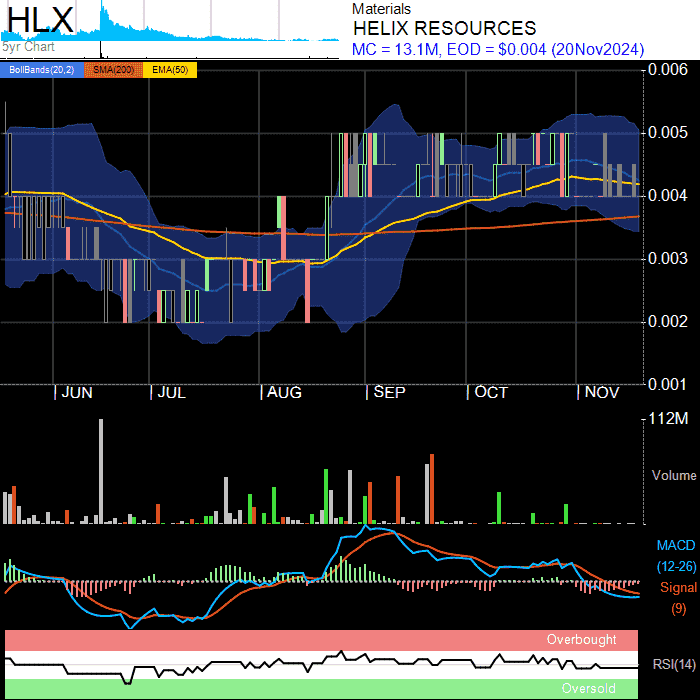 HLX
5yr Chart
Materials
HELIX RESOURCES
MC = 13.1M, EOD = $0.004 (20Nov2024)
BollBands(20,2) SMA(200) EMA(50)
0.006
0.005
0.004
0.003
0.002
0.001
JUN JUL AUG SEP OCT NOV
112M
Volume
MACD
(12-26)
Signal
(9)
Overbought
RSI(14)
Oversold